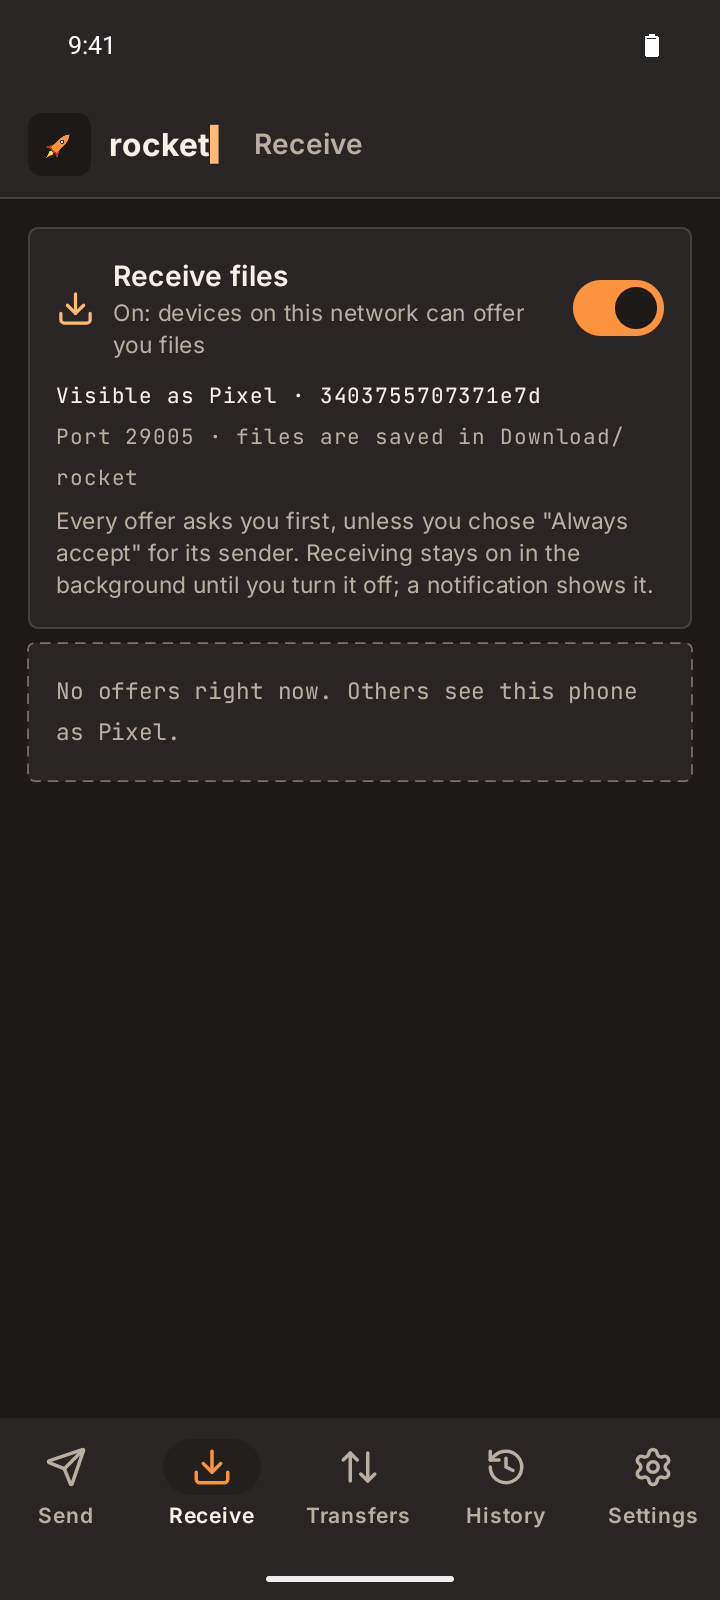 9:41
rocket Receive
Receive files
On: devices on this network can offer
you files
Visible as Pixel · 3403755707371e7d
Port 29005 · files are saved in Download/
rocket
Every offer asks you first, unless you chose "Always
accept" for its sender. Receiving stays on in the
background until you turn it off; a notification shows it.
No offers right now. Others see this phone
as Pixel.
Send Receive Transfers History Settings